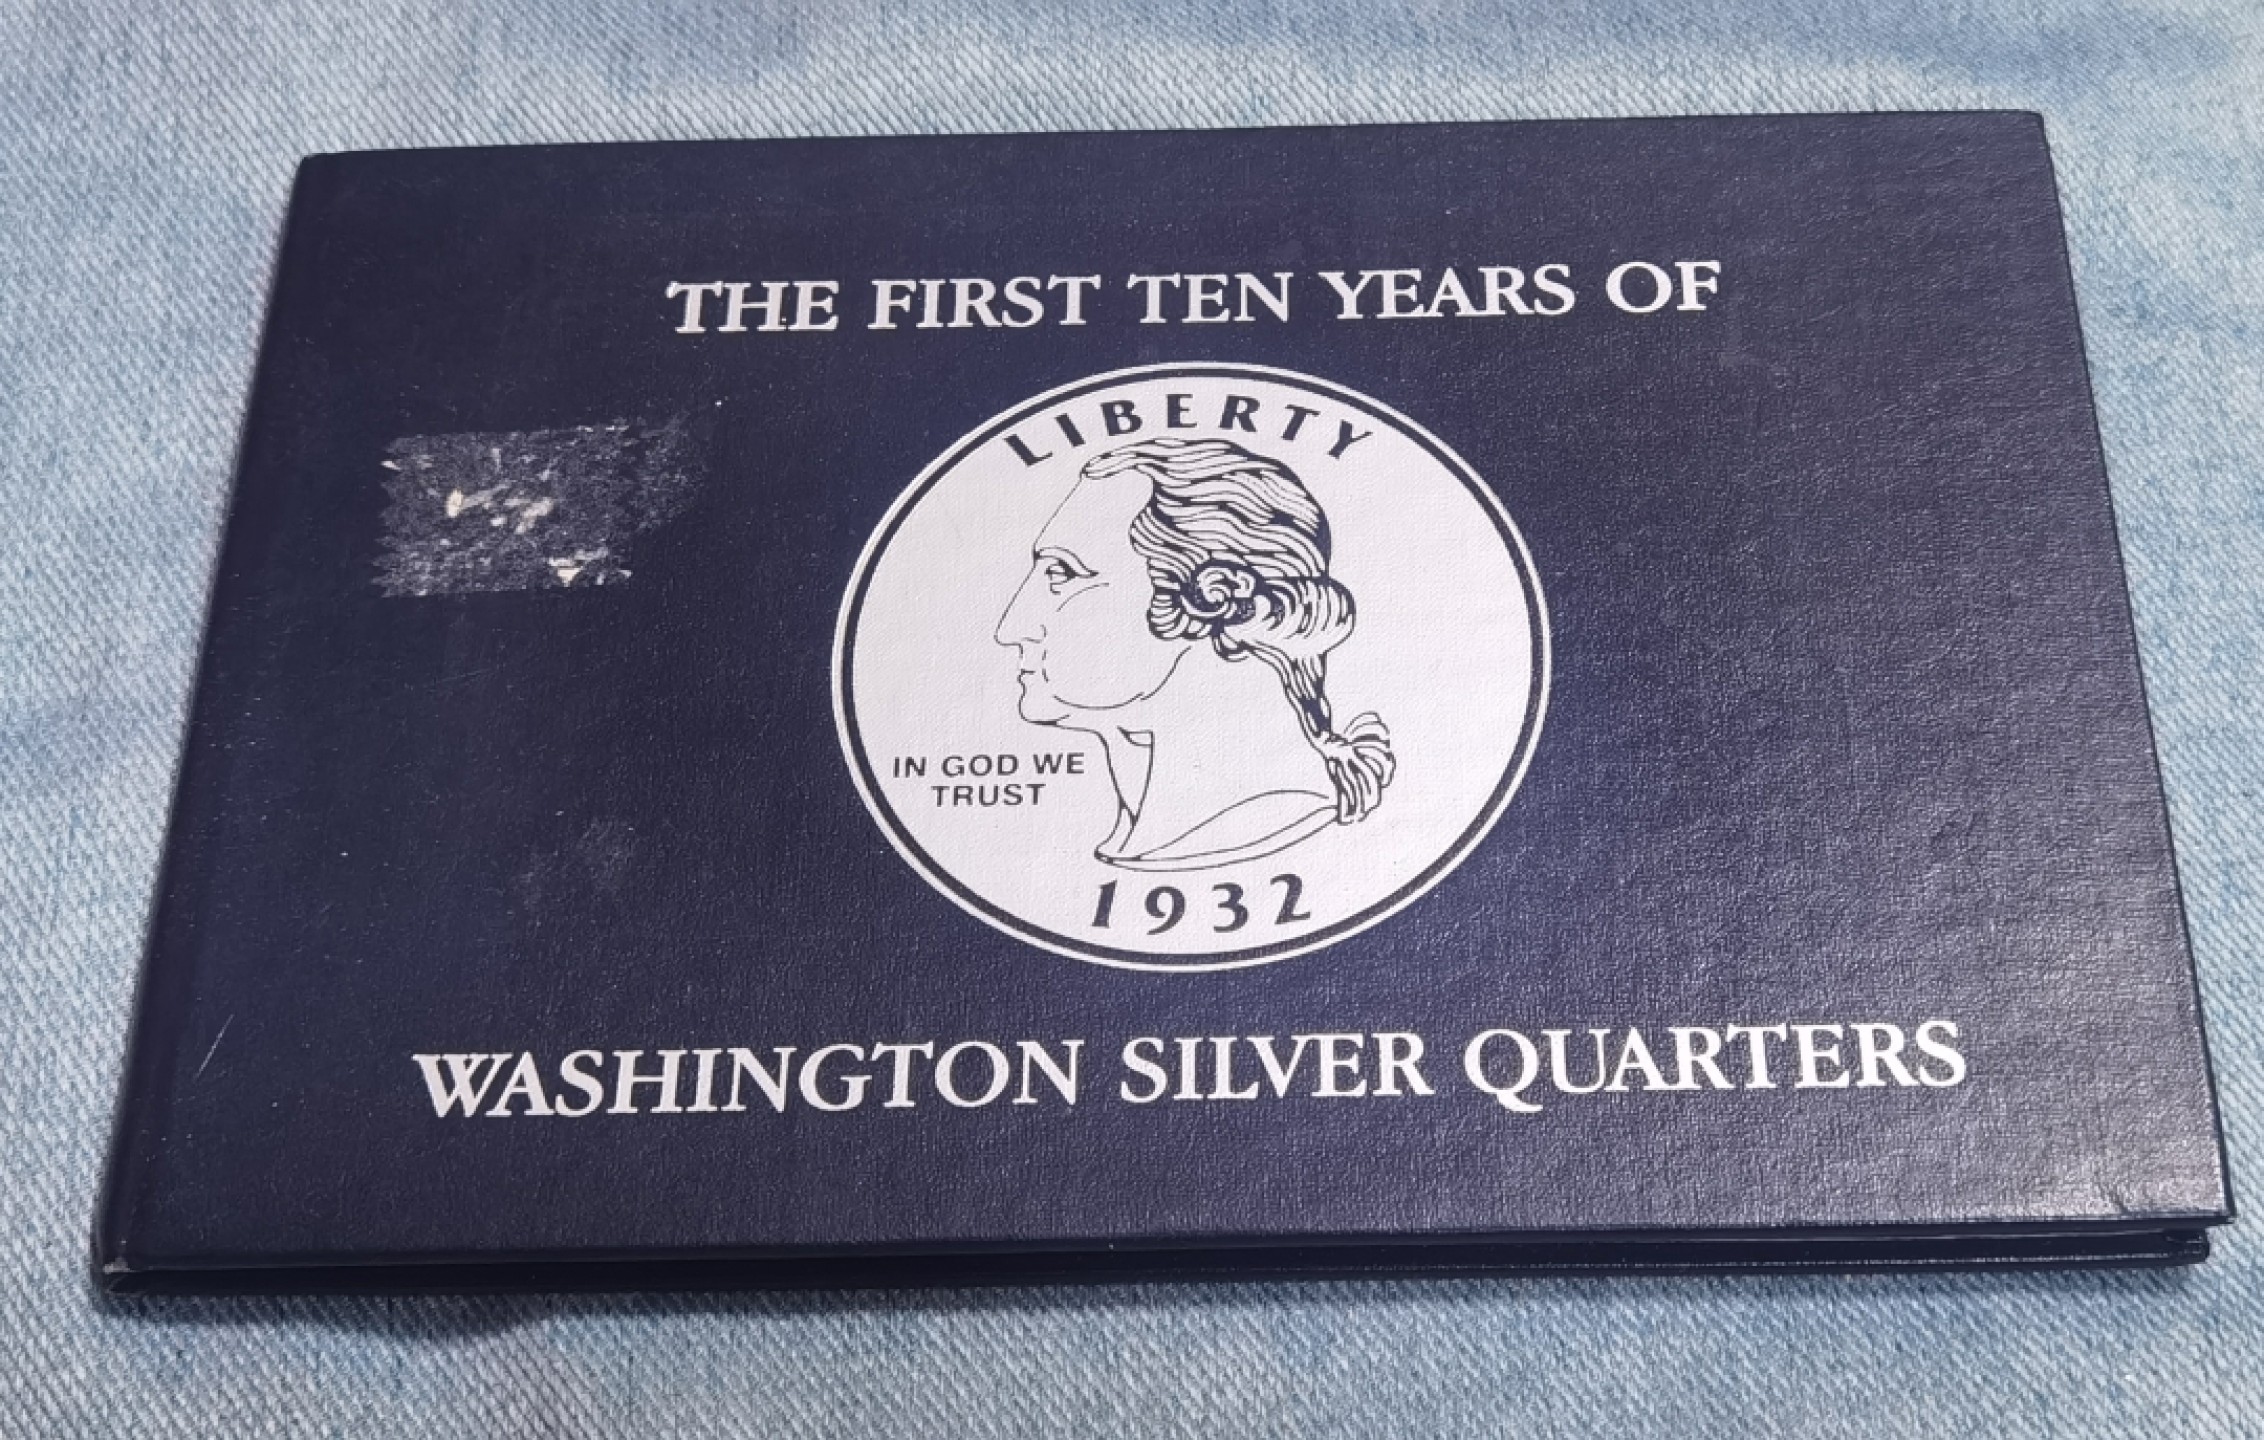 THE FIRST TEN YEARS OF
LIBERTY
IN GOD WE
TRUST
1932
WASHINGTON SILVER QUARTERS